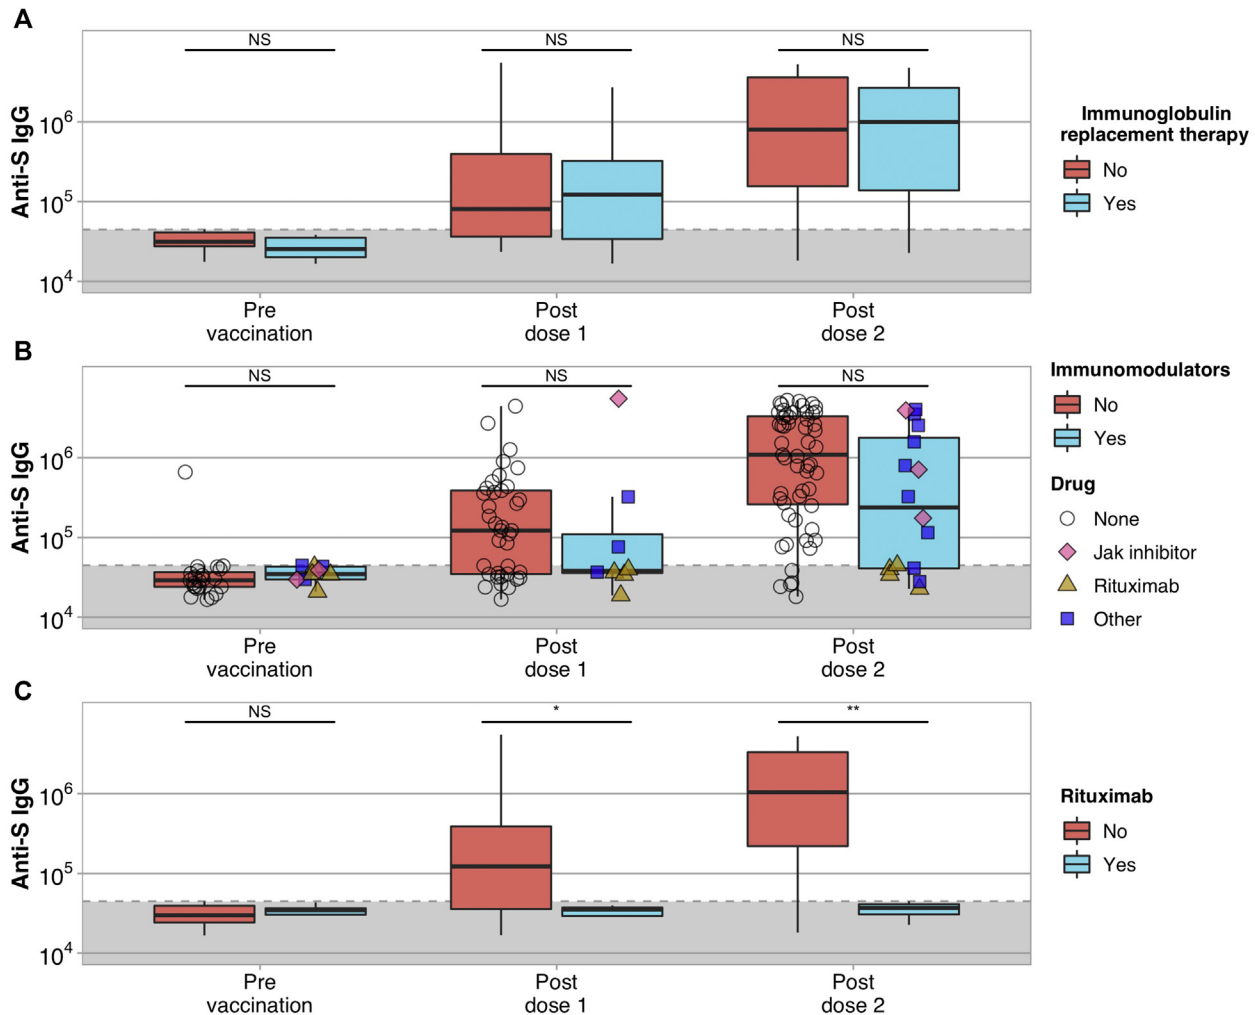 A
NS
NS
NS
Anti-S IgG
10^6
10^5
10^4
Pre
vaccination
Post
dose 1
Post
dose 2
Immunoglobulin
replacement therapy
No
Yes
B
NS
NS
NS
Anti-S IgG
10^6
10^5
10^4
Pre
vaccination
Post
dose 1
Post
dose 2
Immunomodulators
No
Yes
Drug
None
Jak inhibitor
Rituximab
Other
C
NS
*
**
Anti-S IgG
10^6
10^5
10^4
Pre
vaccination
Post
dose 1
Post
dose 2
Rituximab
No
Yes